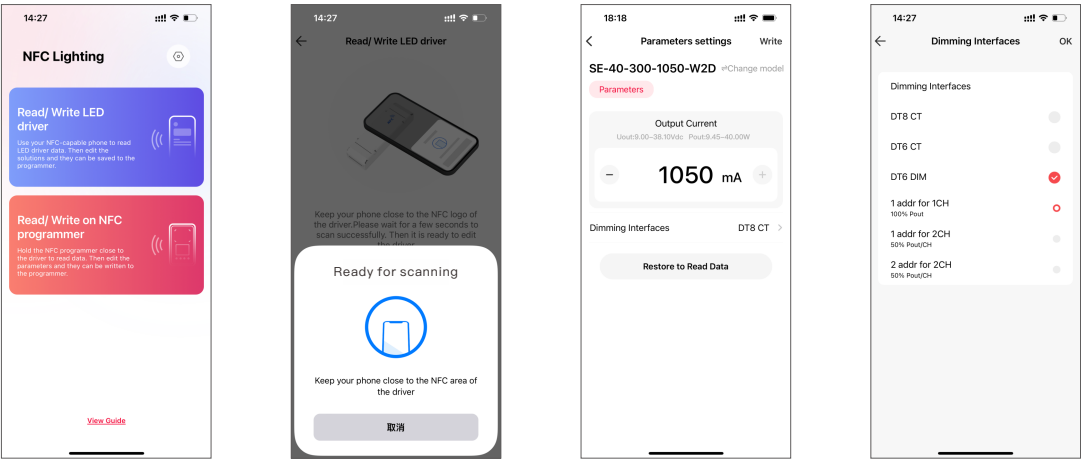 14:27
NFC Lighting
Read/ Write LED
driver
Use your NFC-capable phone to read
LED driver data. Then edit the
solutions and they can be saved to the
programmer.
Read/ Write on NFC
programmer
Hold the NFC programmer close to
the driver to read data. Then edit the
parameters and they can be written to
the programmer.
View Guide
14:27
Read/ Write LED driver
Keep your phone close to the NFC logo of
the driver.Please wait for a few seconds to
scan successfully. Then it is ready to edit
the driver
Ready for scanning
Keep your phone close to the NFC area of
the driver
取消
18:18
Parameters settings
Write
SE-40-300-1050-W2D
⇌Change model
Parameters
Output Current
Uout:9.00~38.10Vdc Pout:9.45~40.00W
− 1050 mA +
Dimming Interfaces
DT8 CT >
Restore to Read Data
14:27
Dimming Interfaces
OK
Dimming Interfaces
DT8 CT
DT6 CT
DT6 DIM
1 addr for 1CH
100% Pout
1 addr for 2CH
50% Pout/CH
2 addr for 2CH
50% Pout/CH